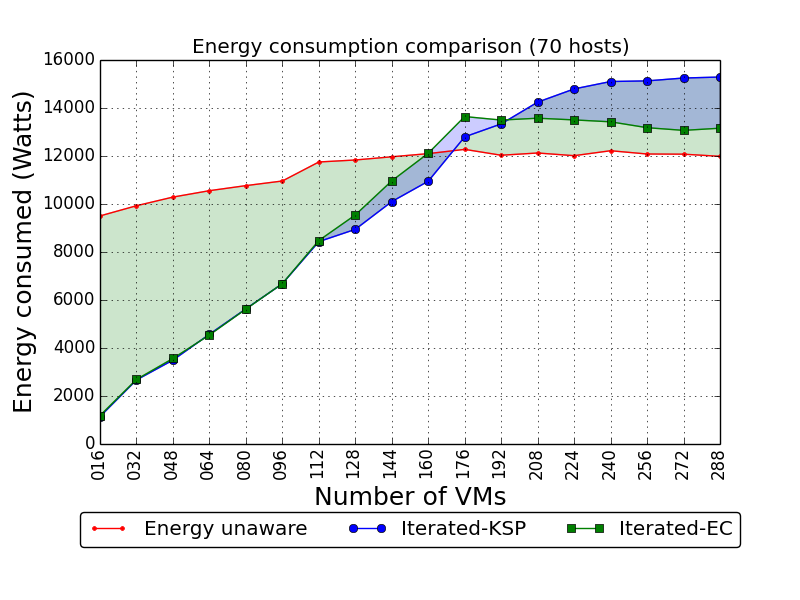 Energy consumption comparison (70 hosts)
16000
14000
12000
10000
8000
6000
4000
2000
0
Energy consumed (Watts)
016 032 048 064 080 096 112 128 144 160 176 192 208 224 240 256 272 288
Number of VMs
Energy unaware Iterated-KSP Iterated-EC